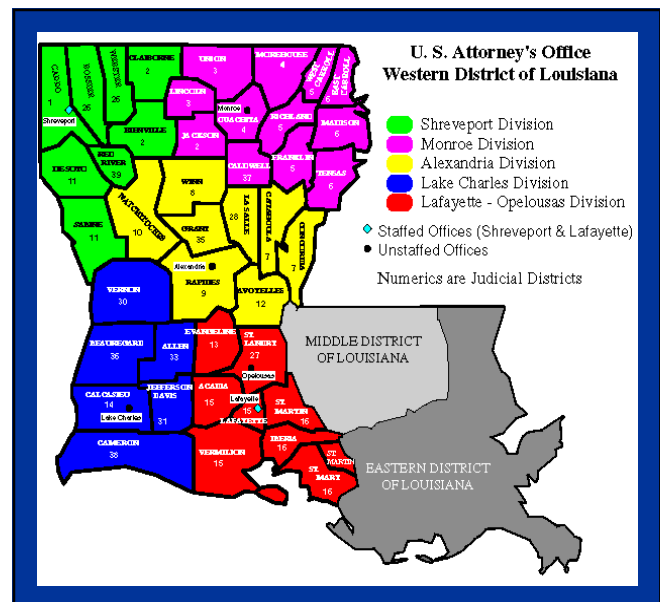 U. S. Attorney's Office
Western District of Louisiana
Shreveport Division
Monroe Division
Alexandria Division
Lake Charles Division
Lafayette - Opelousas Division
Staffed Offices (Shreveport & Lafayette)
Unstaffed Offices
Numerics are Judicial Districts
CADDO
1
Shreveport
BOSSIER
26
WEBSTER
26
CLAIBORNE
2
UNION
3
MOREHOUSE
4
WEST
CARROLL
5
EAST
CARROLL
6
LINCOLN
3
Monroe
OUACHITA
4
RICHLAND
5
MADISON
6
BIENVILLE
2
JACKSON
2
CALDWELL
37
FRANKLIN
5
TENSAS
6
DESOTO
11
RED
RIVER
39
WINN
8
NATCHITOCHES
10
GRANT
35
LA SALLE
28
CATAHOULA
7
CONCORDIA
7
SABINE
11
Alexandria
RAPIDES
9
AVOYELLES
12
VERNON
30
BEAUREGARD
36
ALLEN
33
EVANGELINE
13
ST.
LANDRY
27
Opelousas
CALCASIEU
14
Lake Charles
JEFFERSON
DAVIS
31
ACADIA
15
Lafayette
15
LAFAYETTE
ST.
MARTIN
16
CAMERON
38
VERMILION
15
IBERIA
16
ST.
MARTIN
ST.
MARY
16
MIDDLE DISTRICT
OF LOUISIANA
EASTERN DISTRICT
OF LOUISIANA